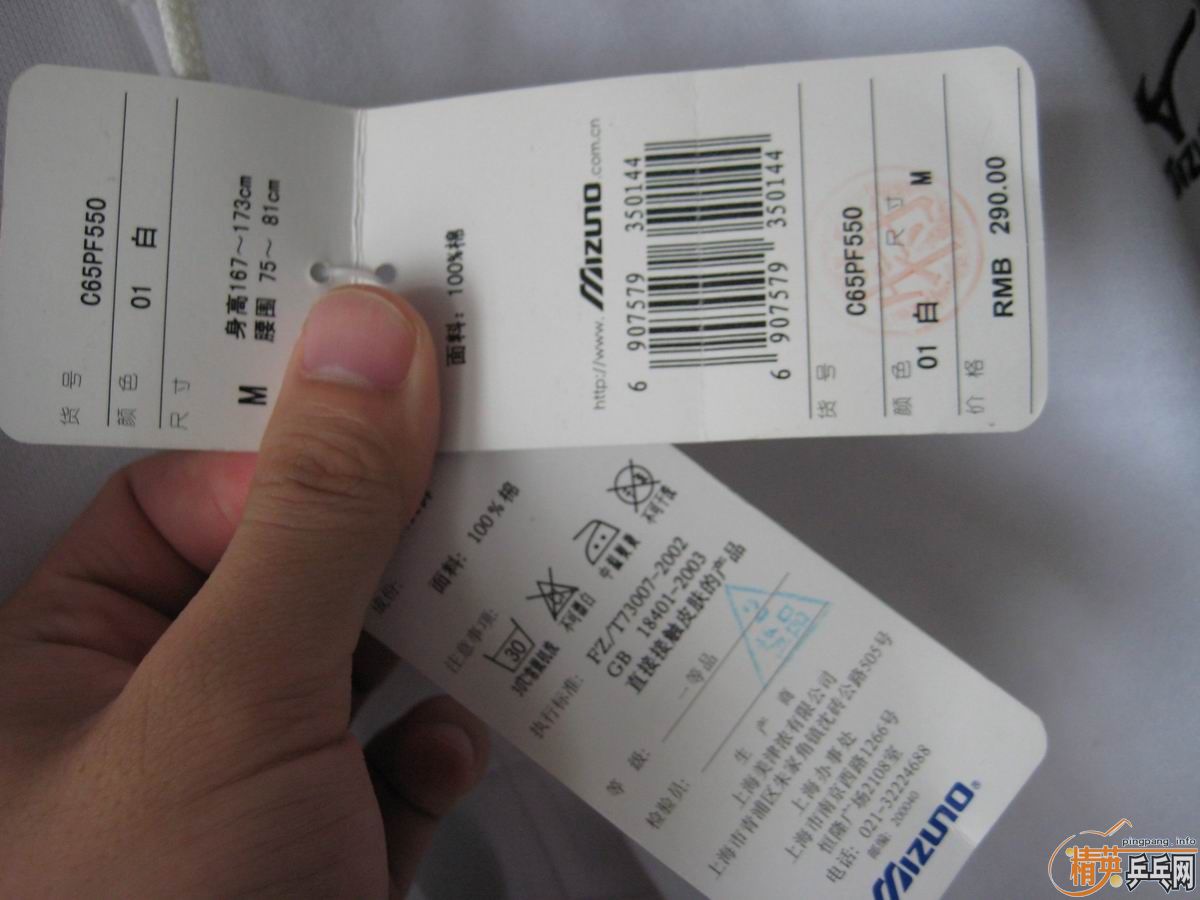 货号 C65PF550
颜色 01 白
尺寸
身高167～173cm
腰围 75～ 81cm
M
面料: 100%棉
http://www.MIZUNO.com.cn
6 907579 350144
6 907579 350144
货号 C65PF550
颜色 尺寸
01 白 M
价格 RMB 290.00
成份:
面料: 100%棉
注意事项:
30
不可漂白
中温熨烫
不可干洗
执行标准: FZ/T73007-2002
GB 18401-2003
直接接触皮肤的产品
等 级: 一等品
检验员:
生 产 商
上海美津浓有限公司
上海市青浦区朱家角镇沈砖公路505号
上海办事处
上海市南京西路1266号
恒隆广场2108室
电话: 021-32224688
邮编: 200040
MIZUNO®
pingpang.info
精英乒乓网